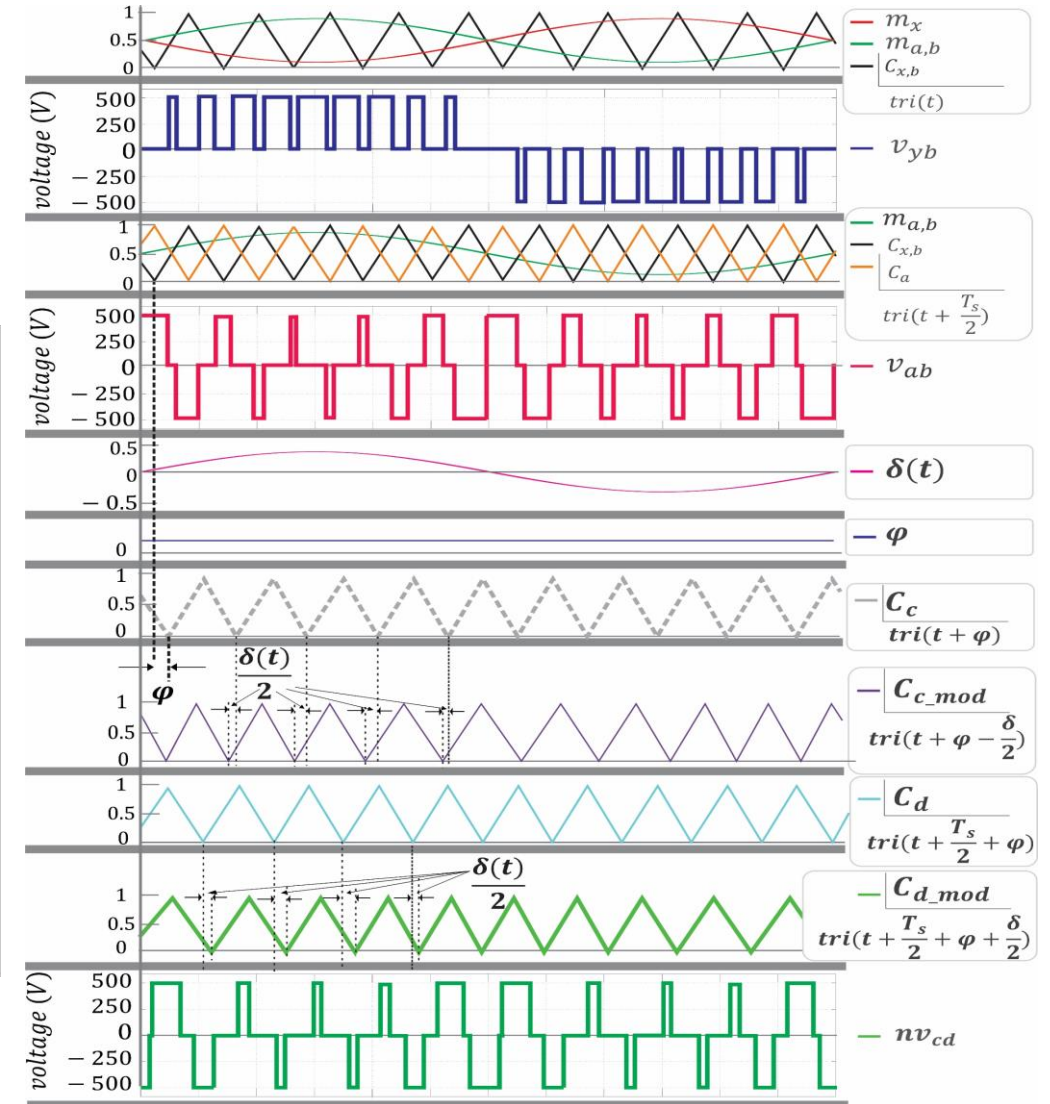 1
0.5
0
m_x
m_{a,b}
C_{x,b}
tri(t)
voltage (V)
500
250
0
− 250
− 500
v_{yb}
1
0.5
0
m_{a,b}
C_{x,b}
C_a
tri(t + T_s/2)
voltage (V)
500
250
0
− 250
− 500
v_{ab}
0.5
0
− 0.5
δ(t)
0
φ
1
0.5
0
C_c
tri(t + φ)
φ
δ(t)/2
1
0.5
0
C_{c_mod}
tri(t + φ − δ/2)
1
0.5
0
C_d
tri(t + T_s/2 + φ)
δ(t)/2
1
0.5
0
C_{d_mod}
tri(t + T_s/2 + φ + δ/2)
voltage (V)
500
250
0
− 250
− 500
nv_{cd}